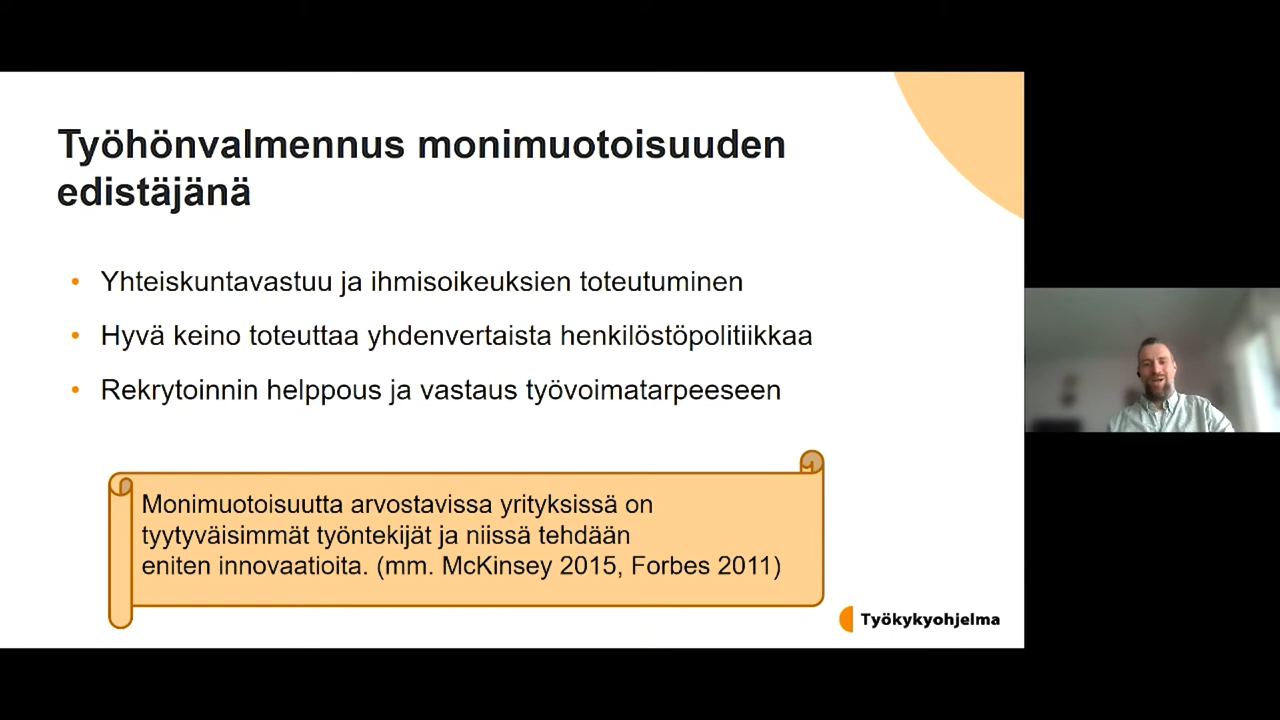 Työhönvalmennus monimuotoisuuden
edistäjänä
• Yhteiskuntavastuu ja ihmisoikeuksien toteutuminen
• Hyvä keino toteuttaa yhdenvertaista henkilöstöpolitiikkaa
• Rekrytoinnin helppous ja vastaus työvoimatarpeeseen
Monimuotoisuutta arvostavissa yrityksissä on
tyytyväisimmät työntekijät ja niissä tehdään
eniten innovaatioita. (mm. McKinsey 2015, Forbes 2011)
Työkykyohjelma